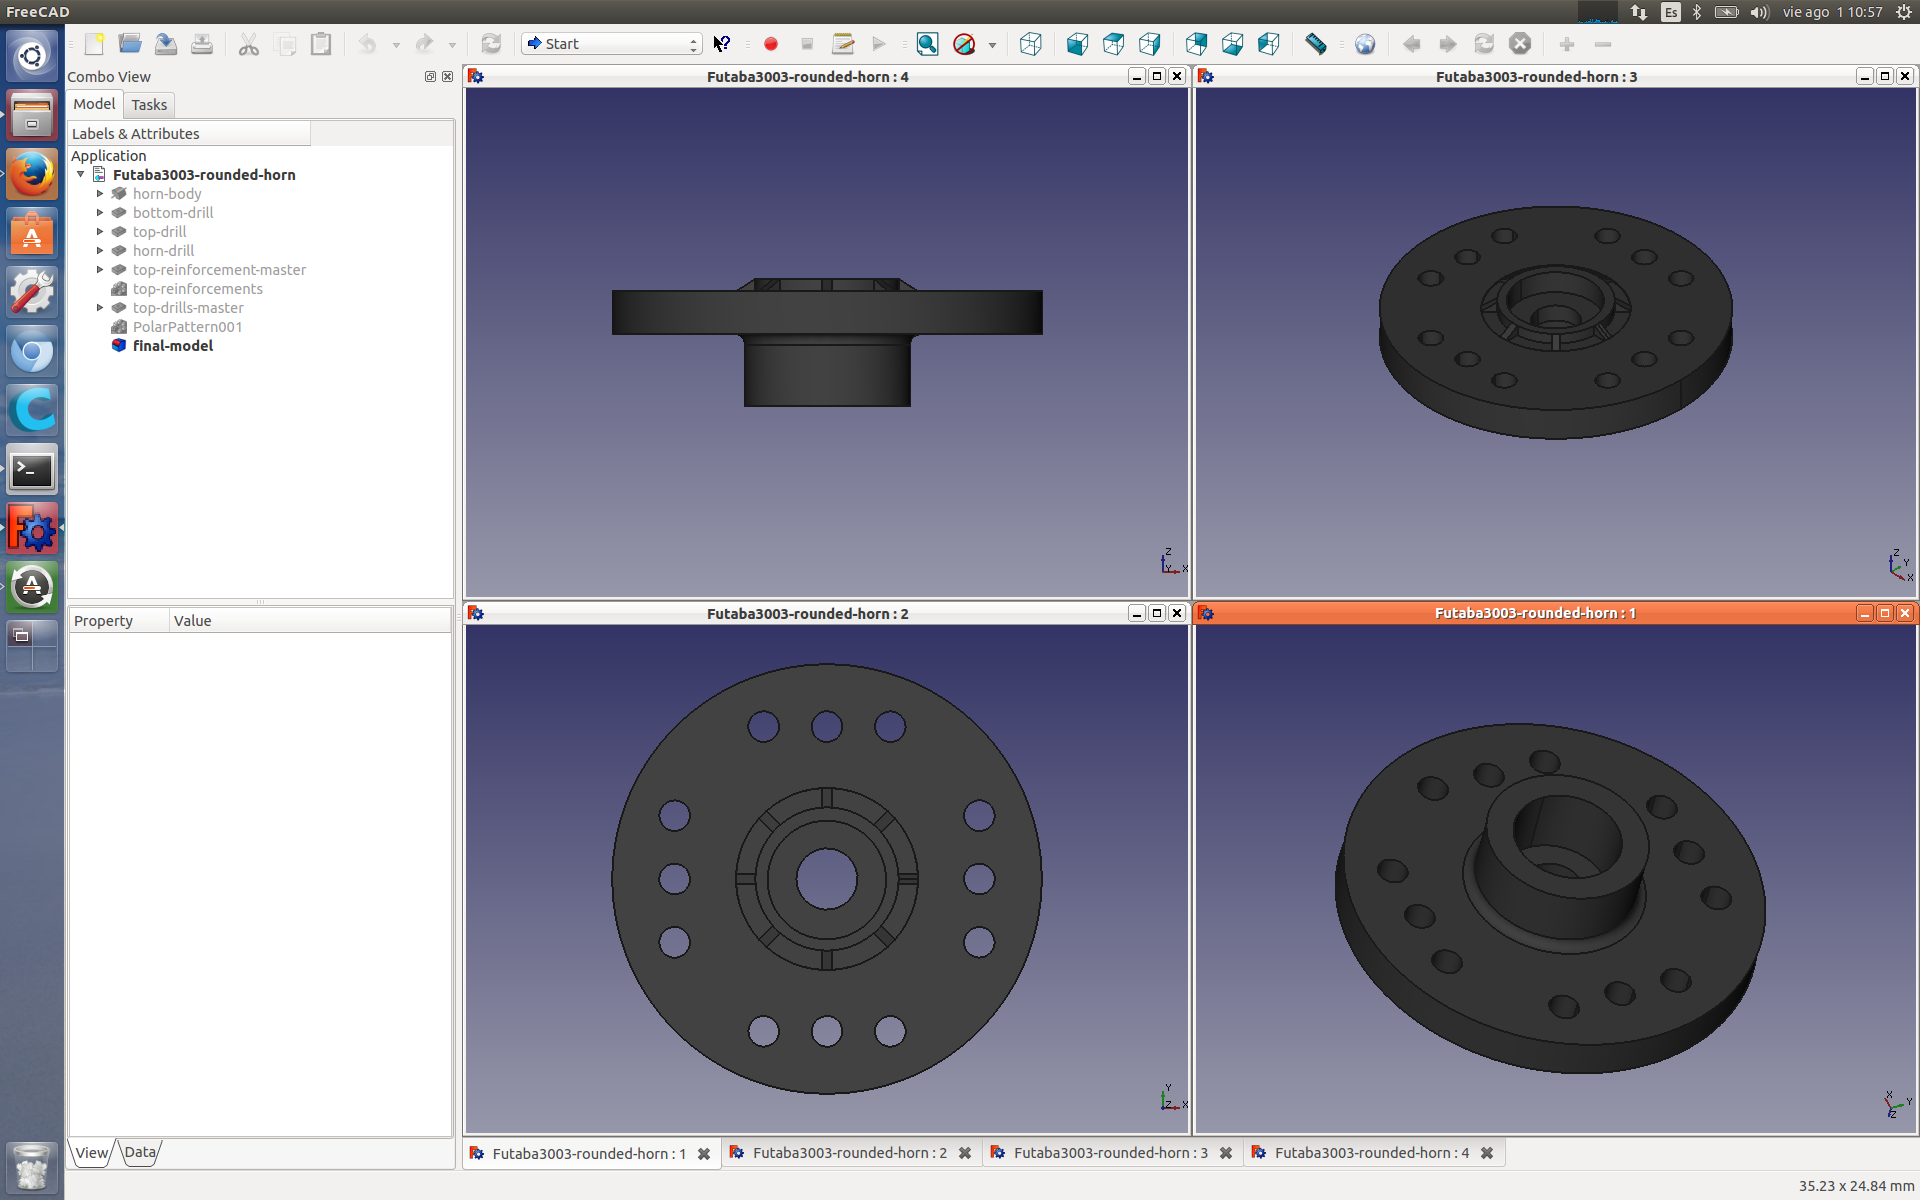 FreeCAD
Es
vie ago 1 10:57
Start
Combo View
Model
Tasks
Labels & Attributes
Application
Futaba3003-rounded-horn
horn-body
bottom-drill
top-drill
horn-drill
top-reinforcement-master
top-reinforcements
top-drills-master
PolarPattern001
final-model
Property
Value
View
Data
Futaba3003-rounded-horn : 4
Z
Y
X
Futaba3003-rounded-horn : 3
Z
Y
X
Futaba3003-rounded-horn : 2
Y
Z
X
Futaba3003-rounded-horn : 1
X
Y
Z
Futaba3003-rounded-horn : 1
Futaba3003-rounded-horn : 2
Futaba3003-rounded-horn : 3
Futaba3003-rounded-horn : 4
35.23 x 24.84 mm